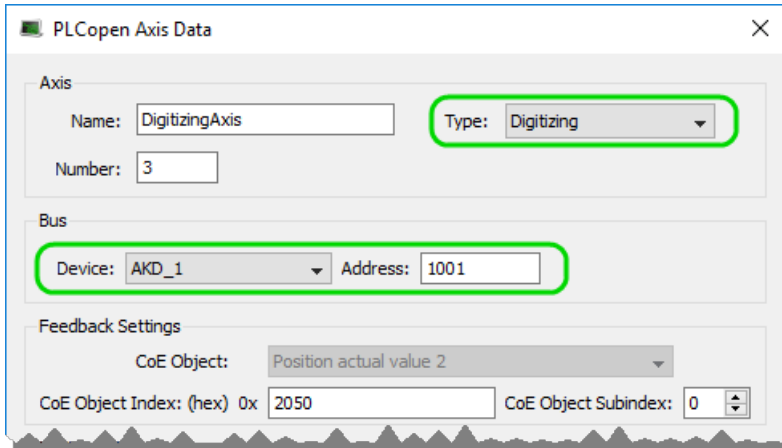 PLCopen Axis Data
Axis
Name: DigitizingAxis Type: Digitizing
Number: 3
Bus
Device: AKD_1 Address: 1001
Feedback Settings
CoE Object: Position actual value 2
CoE Object Index: (hex) 0x 2050 CoE Object Subindex: 0